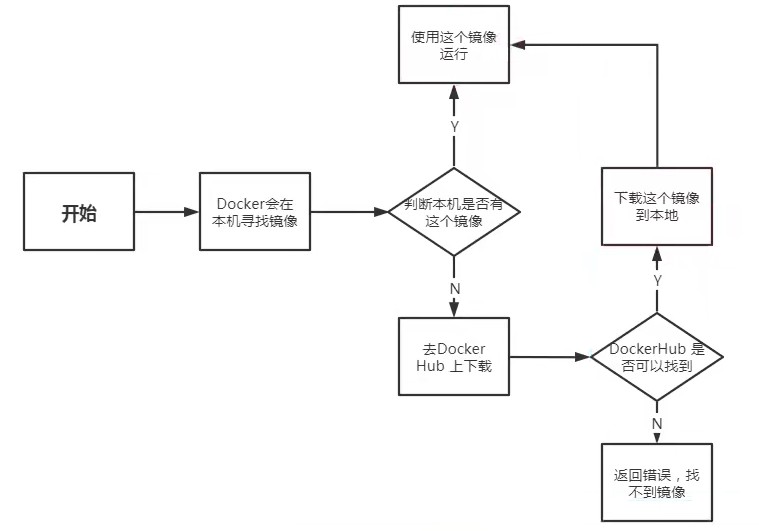 使用这个镜像
运行
Y
开始
Docker会在
本机寻找镜像
判断本机是否有
这个镜像
下载这个镜像
到本地
N
Y
去Docker
Hub 上下载
DockerHub 是
否可以找到
N
返回错误，找
不到镜像